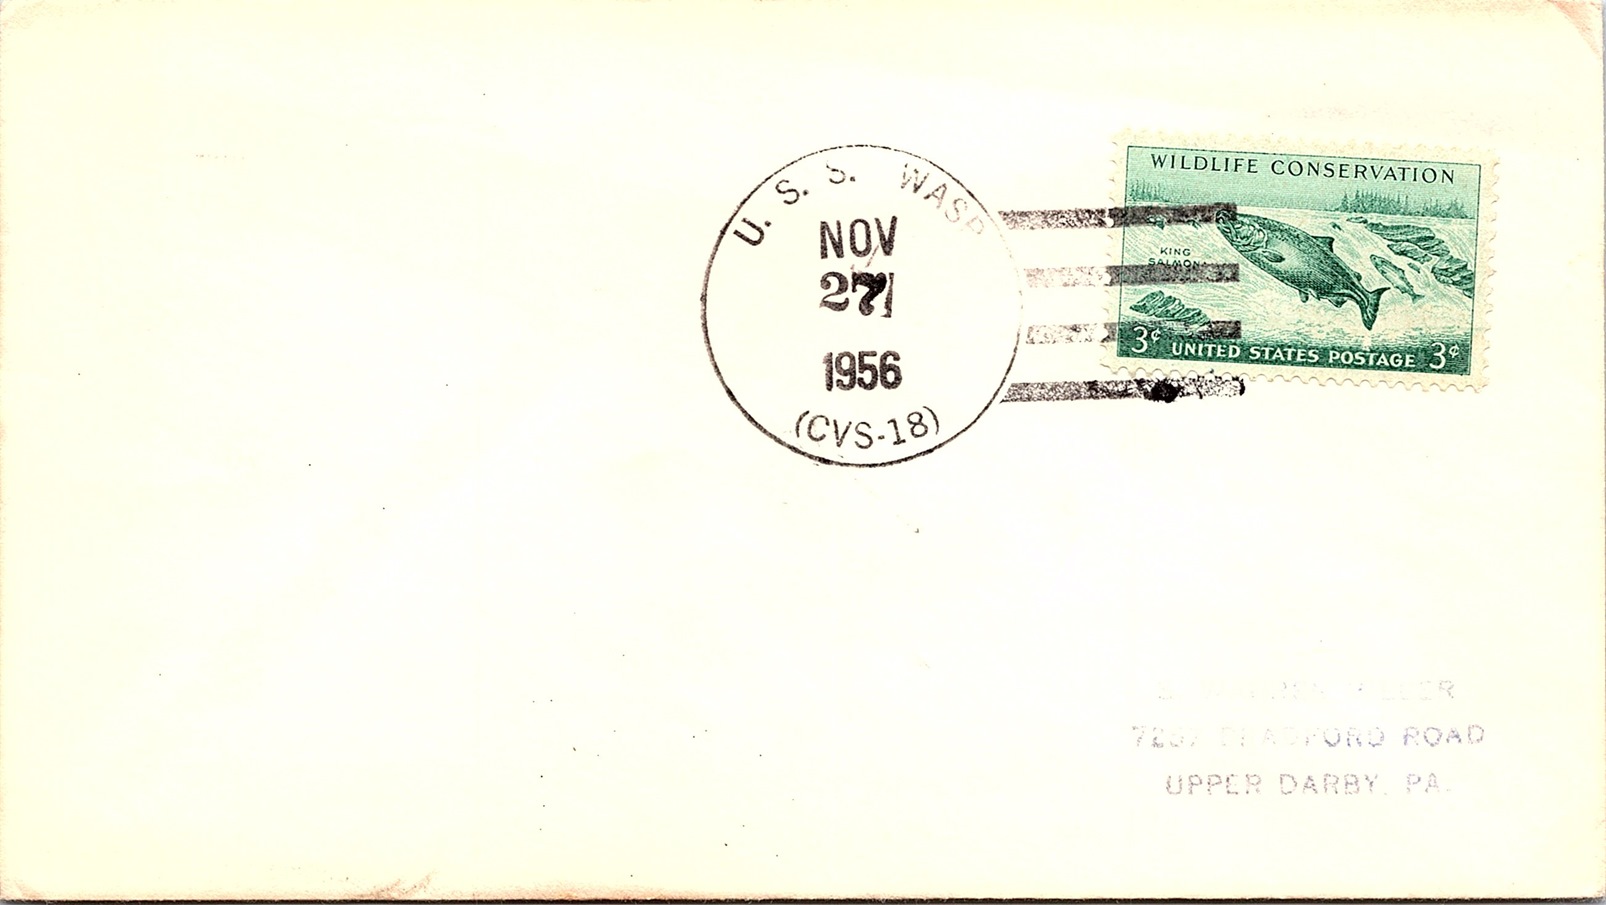 U. S. S. WASP
NOV
27
1956
(CVS-18)
WILDLIFE CONSERVATION
KING
SALMON
3¢ UNITED STATES POSTAGE 3¢
ROAD
UPPER DARBY, PA.